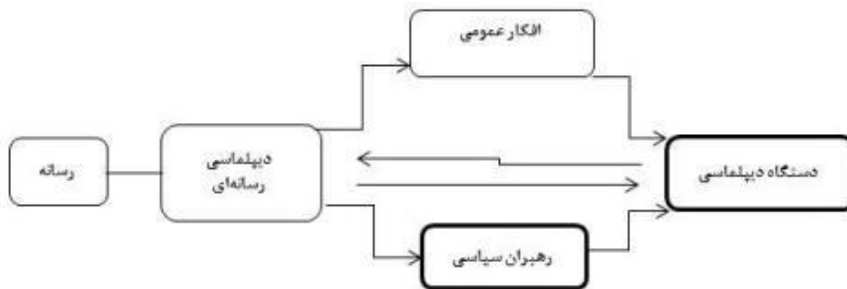 افکار عمومی
دستگاه دیپلماسی
دیپلماسی
رسانه‌ای
رسانه
رهبران سیاسی